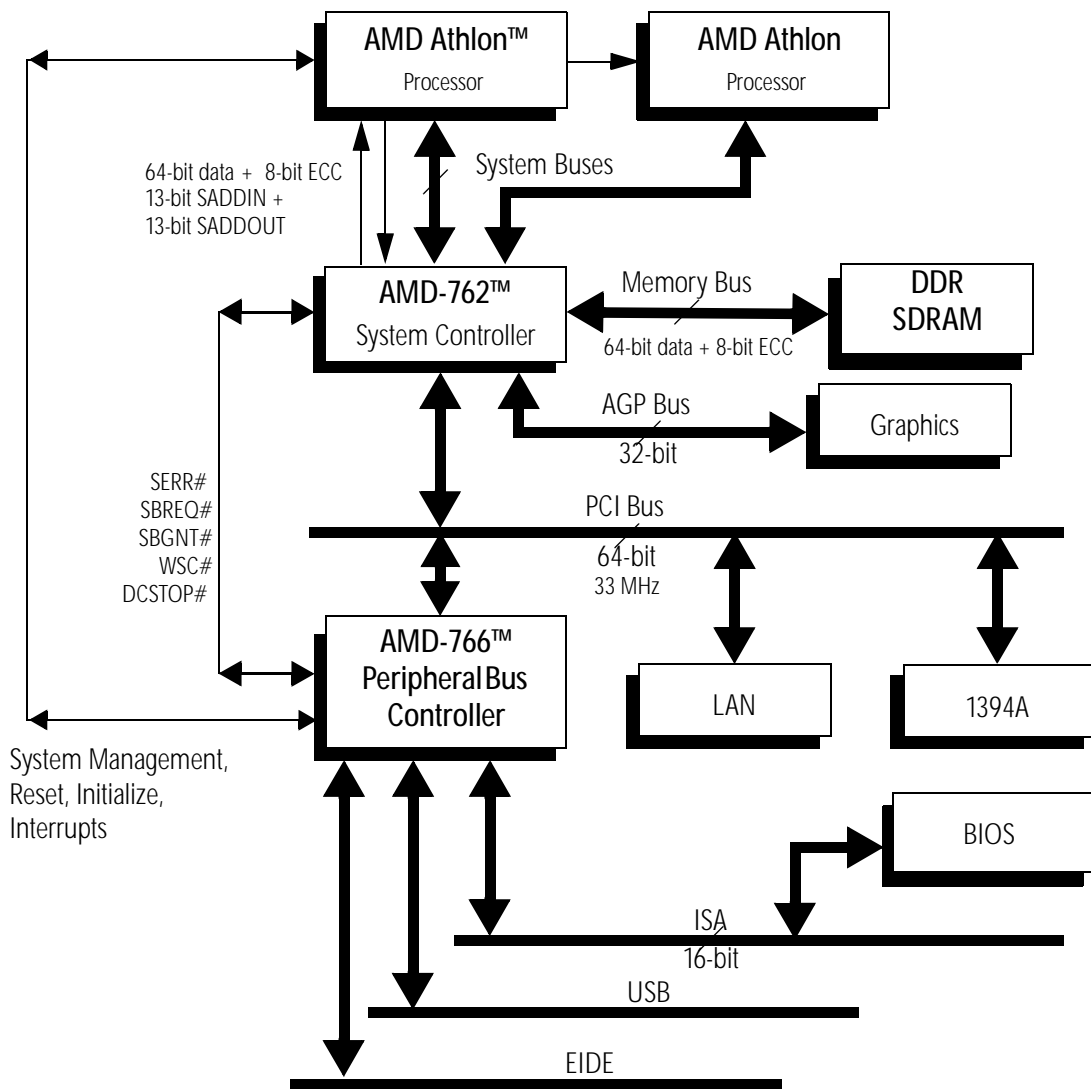 AMD Athlon™
Processor
AMD Athlon
Processor
64-bit data + 8-bit ECC
13-bit SADDIN +
13-bit SADDOUT
System Buses
AMD-762™
System Controller
Memory Bus
64-bit data + 8-bit ECC
DDR
SDRAM
AGP Bus
32-bit
Graphics
SERR#
SBREQ#
SBGNT#
WSC#
DCSTOP#
PCI Bus
64-bit
33 MHz
AMD-766™
Peripheral Bus
Controller
LAN
1394A
System Management,
Reset, Initialize,
Interrupts
BIOS
ISA
16-bit
USB
EIDE